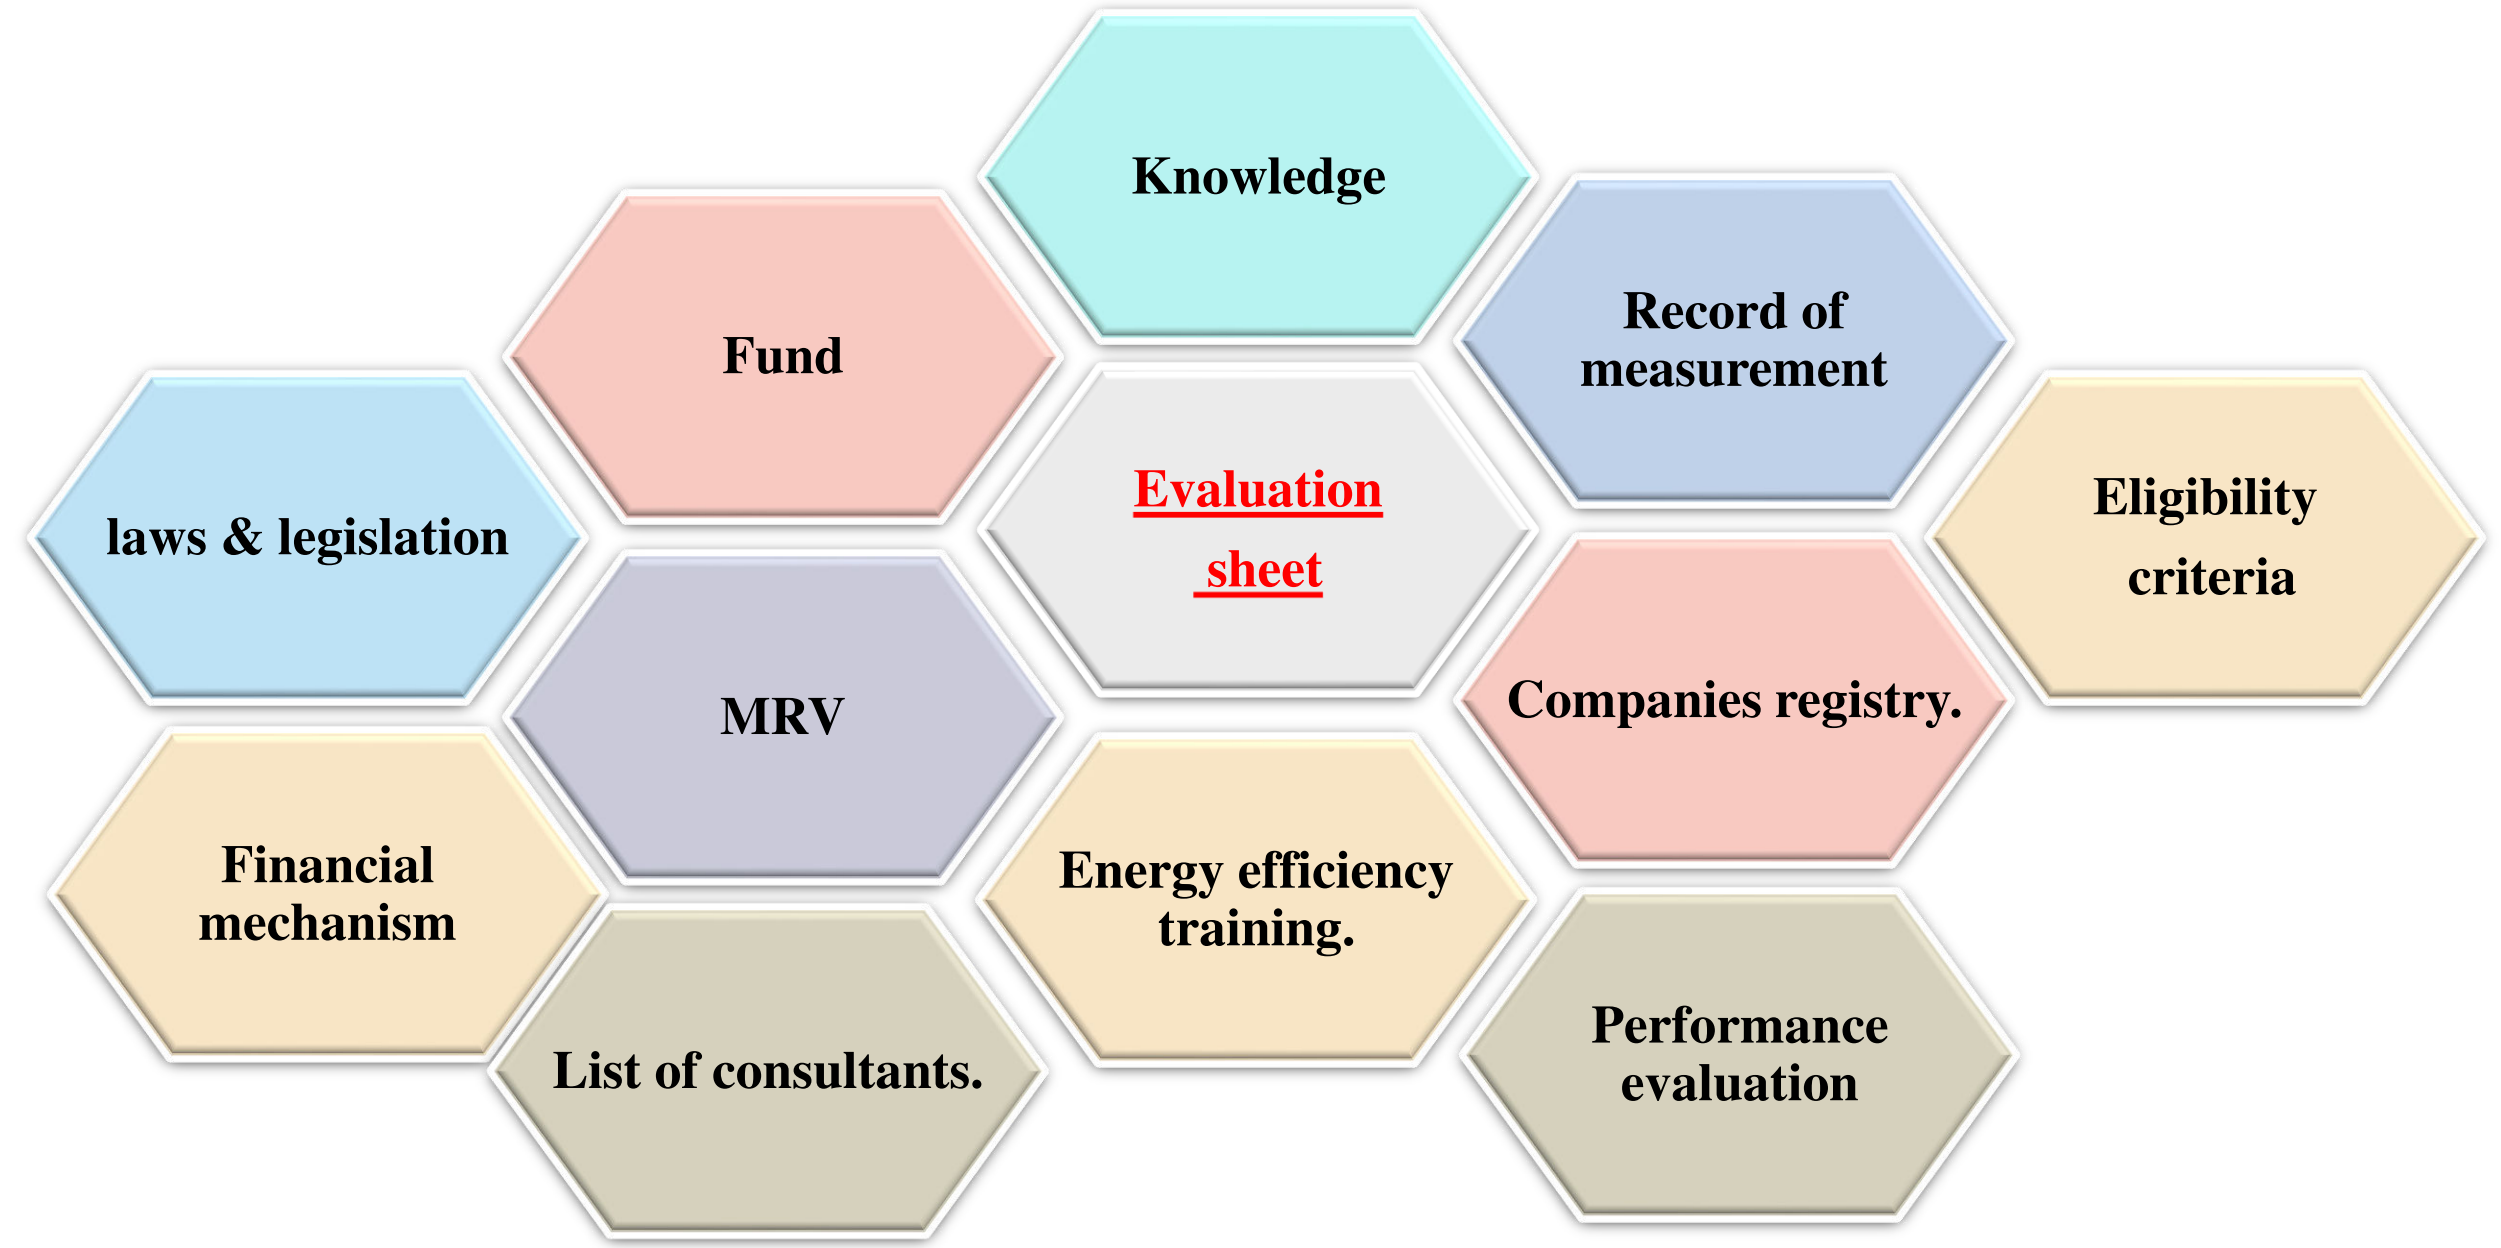 Knowledge
Fund
Record of
measurement
laws & legislation
Evaluation
sheet
Eligibility
criteria
MRV
Companies registry.
Financial
mechanism
Energy efficiency
training.
List of consultants.
Performance
evaluation